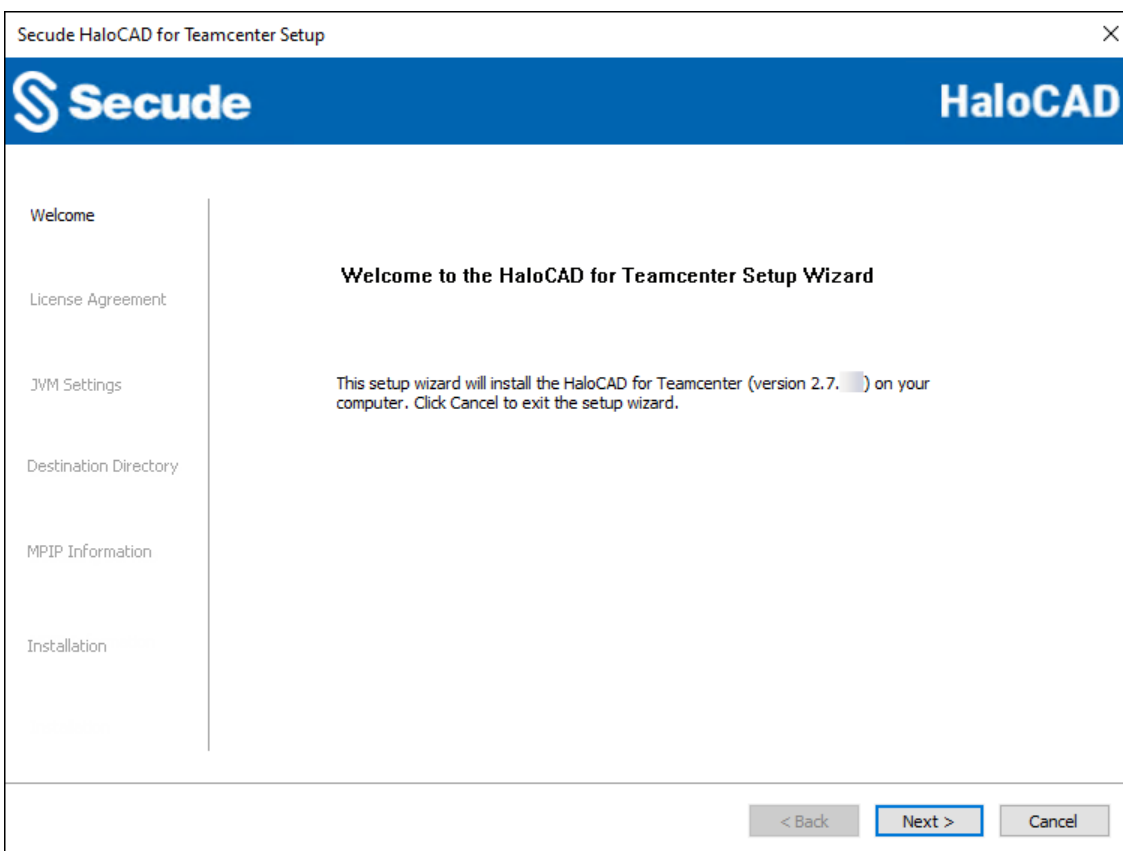 Secude HaloCAD for Teamcenter Setup
Secude
HaloCAD
Welcome
License Agreement
JVM Settings
Destination Directory
MPIP Information
Installation
Welcome to the HaloCAD for Teamcenter Setup Wizard
This setup wizard will install the HaloCAD for Teamcenter (version 2.7. ) on your
computer. Click Cancel to exit the setup wizard.
< Back
Next >
Cancel